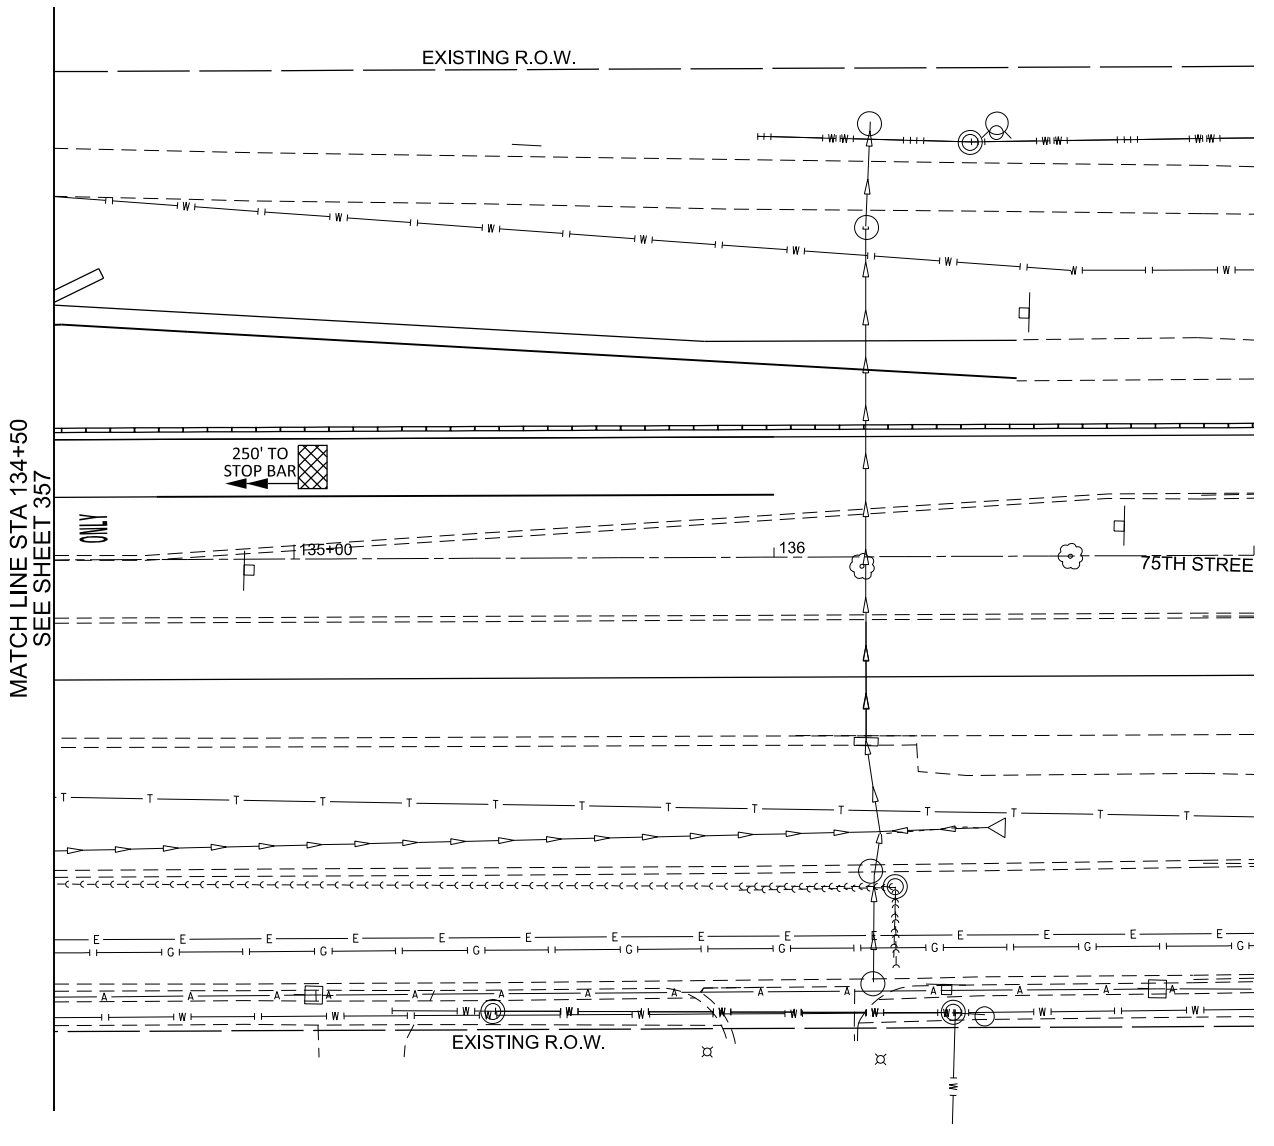 EXISTING R.O.W.
MATCH LINE STA 134+50
SEE SHEET 357
250' TO
STOP BAR
ONLY
135+00
136
75TH STREE
EXISTING R.O.W.
W W W W W W
W W W W W W W W
T T T T T T T T T T T T T T
E E E E E E E E E E E E E E
G G G G G G G G
A A A A A A A A A A A A A
W W W W W W W W W W W W
W